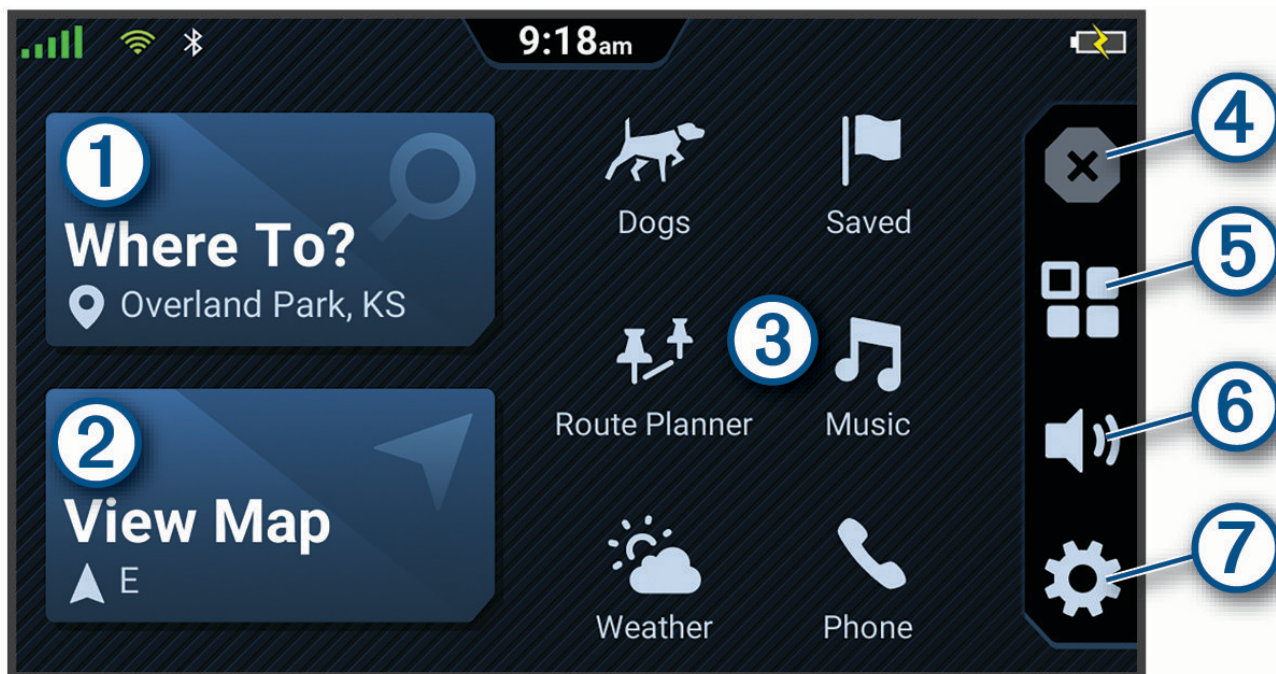 9:18am
1
Where To?
Overland Park, KS
2
View Map
E
Dogs
Saved
3
Route Planner
Music
Weather
Phone
4
5
6
7